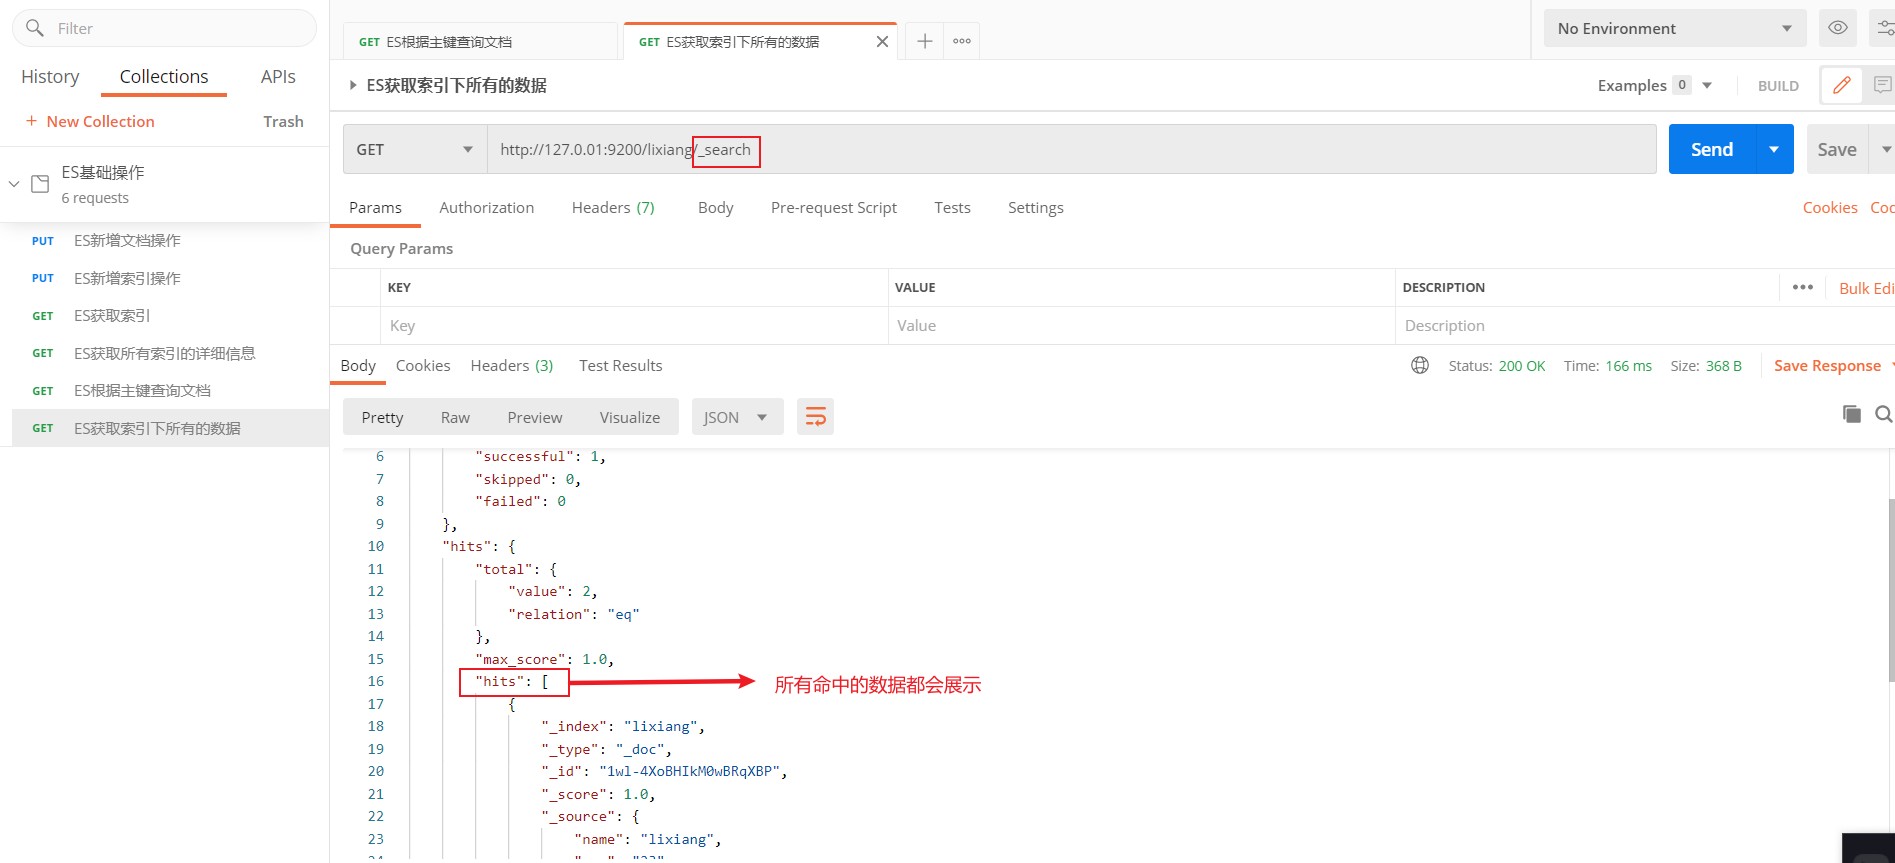 Filter
History Collections APIs
+ New Collection Trash
ES基础操作
6 requests
PUT ES新增文档操作
PUT ES新增索引操作
GET ES获取索引
GET ES获取所有索引的详细信息
GET ES根据主键查询文档
GET ES获取索引下所有的数据
GET ES根据主键查询文档
GET ES获取索引下所有的数据
No Environment
ES获取索引下所有的数据
Examples 0 BUILD
GET http://127.0.01:9200/lixiang/_search Send Save
Params Authorization Headers (7) Body Pre-request Script Tests Settings Cookies Coc
Query Params
KEY VALUE DESCRIPTION Bulk Edi
Key Value Description
Body Cookies Headers (3) Test Results Status: 200 OK Time: 166 ms Size: 368 B Save Response
Pretty Raw Preview Visualize JSON
6 "successful": 1,
7 "skipped": 0,
8 "failed": 0
9 },
10 "hits": {
11 "total": {
12 "value": 2,
13 "relation": "eq"
14 },
15 "max_score": 1.0,
16 "hits": [ 所有命中的数据都会展示
17 {
18 "_index": "lixiang",
19 "_type": "_doc",
20 "_id": "1wl-4XoBHIkM0wBRqXBP",
21 "_score": 1.0,
22 "_source": {
23 "name": "lixiang",